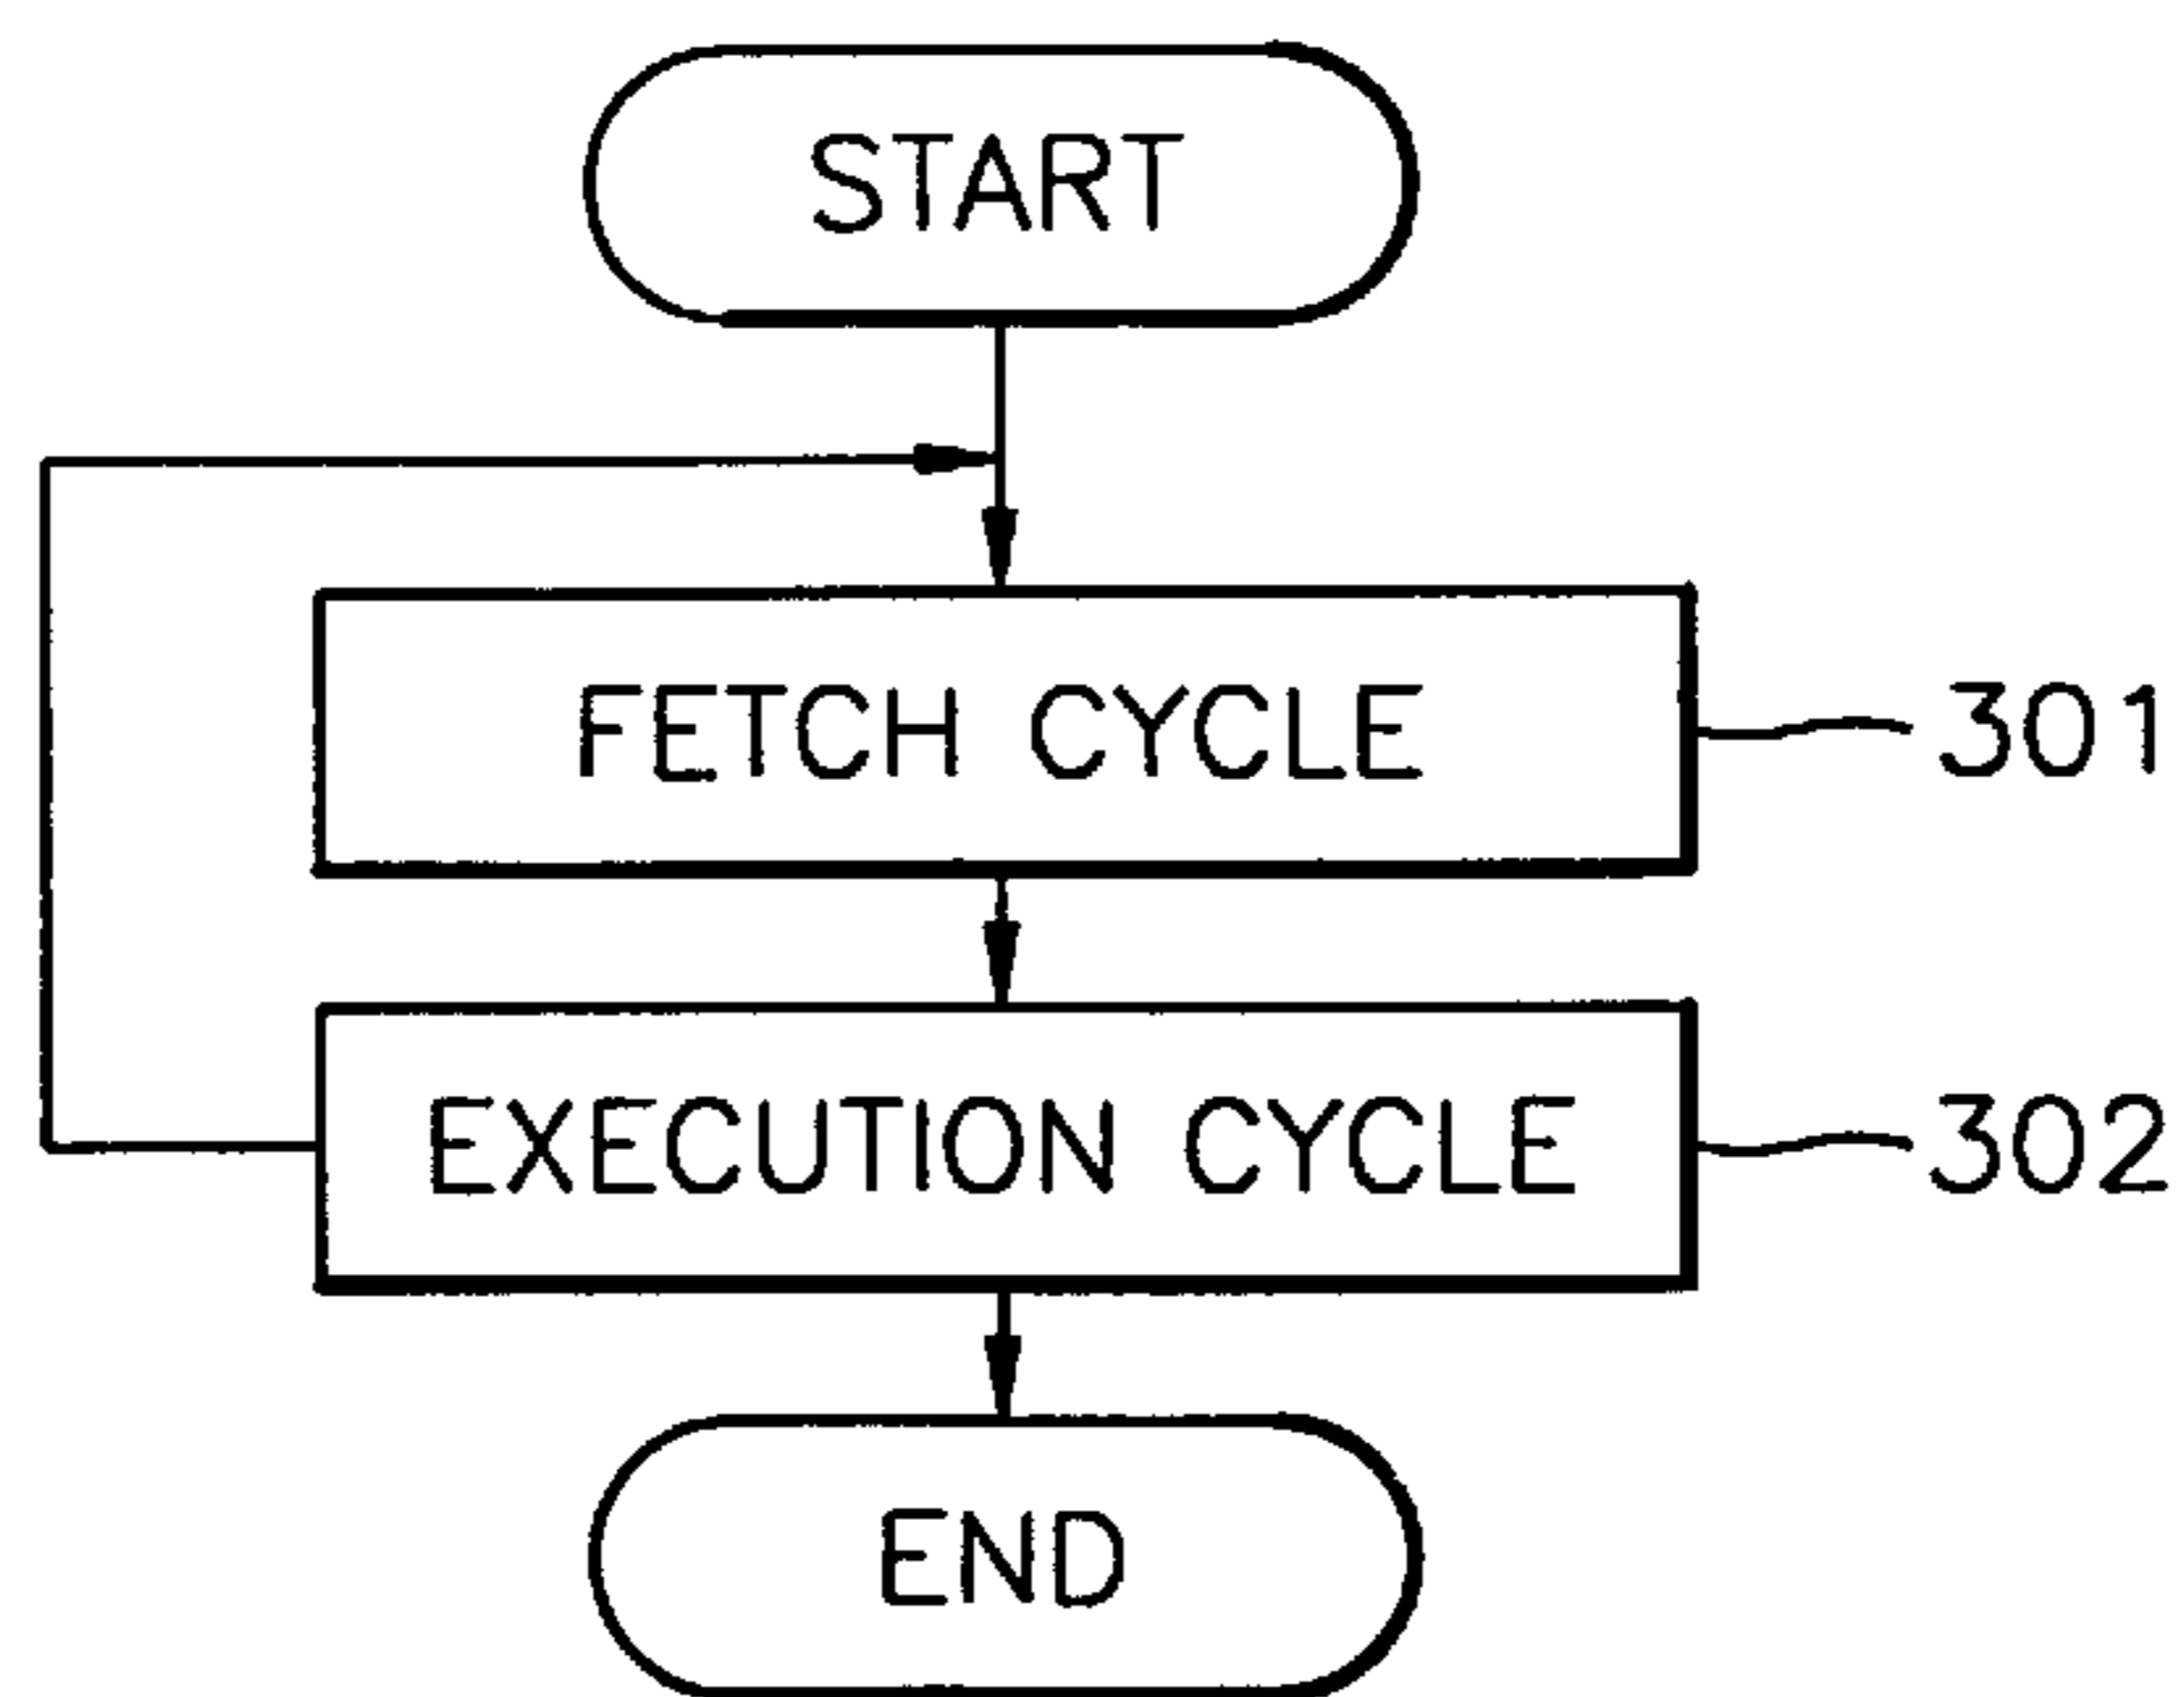 START
FETCH CYCLE
301
EXECUTION CYCLE
302
END